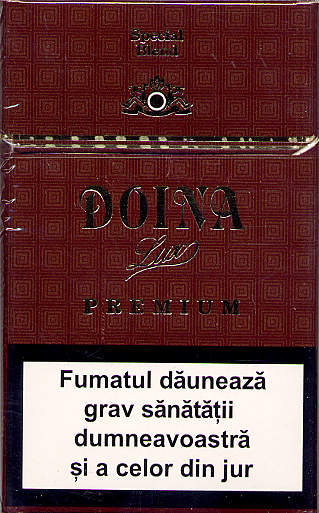 Special
Blend
DOINA
Lux
PREMIUM
Fumatul dăunează
grav sănătății
dumneavoastră
și a celor din jur